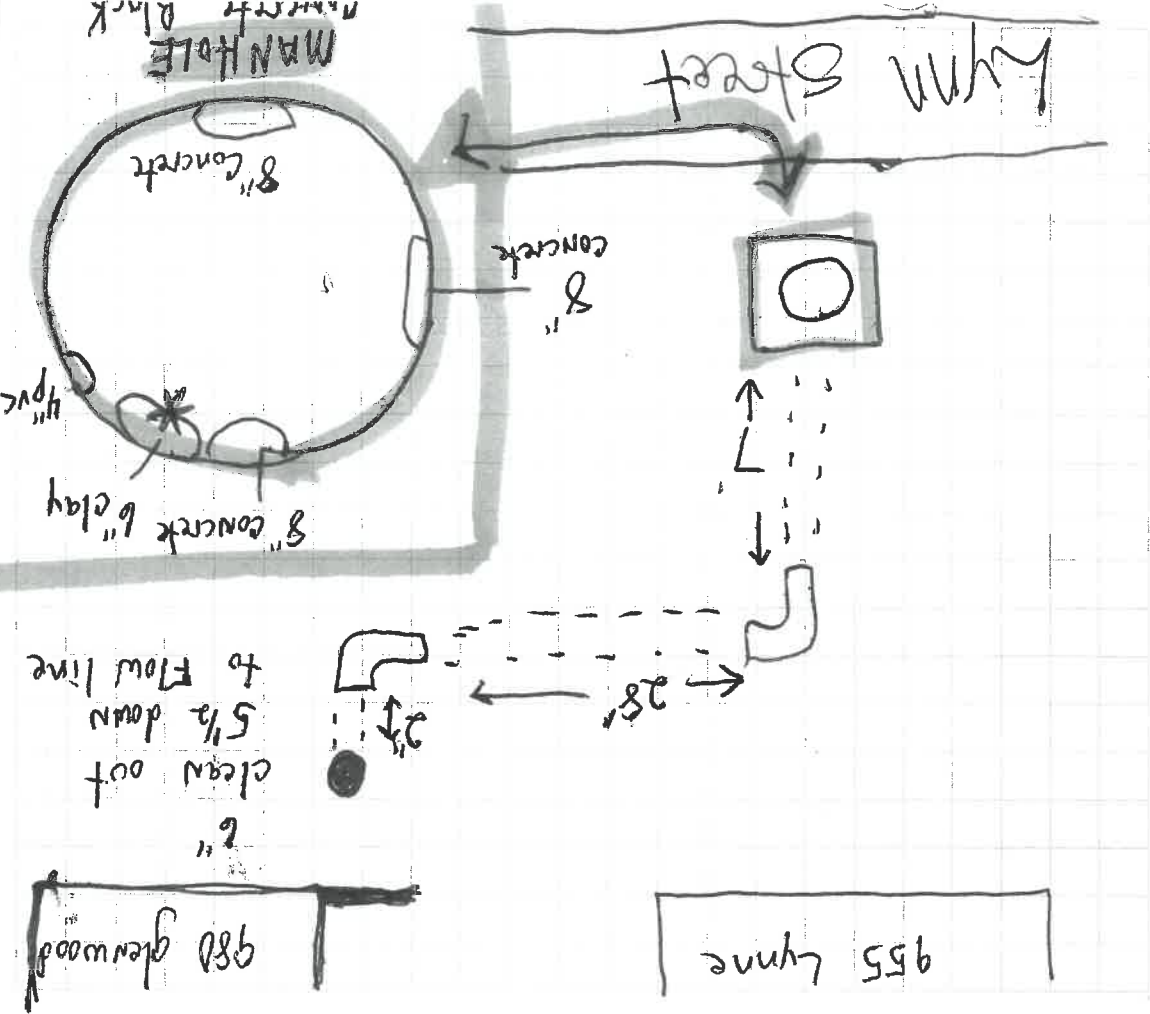 955 Lynne
980 glenwood
6"
clean out
5½ down
to Flow line
2"
28'
7'
8" concrete
6" clay
4" pvc
8"
concrete
8" concrete
MANHOLE
Concrete Block
Lynn Street